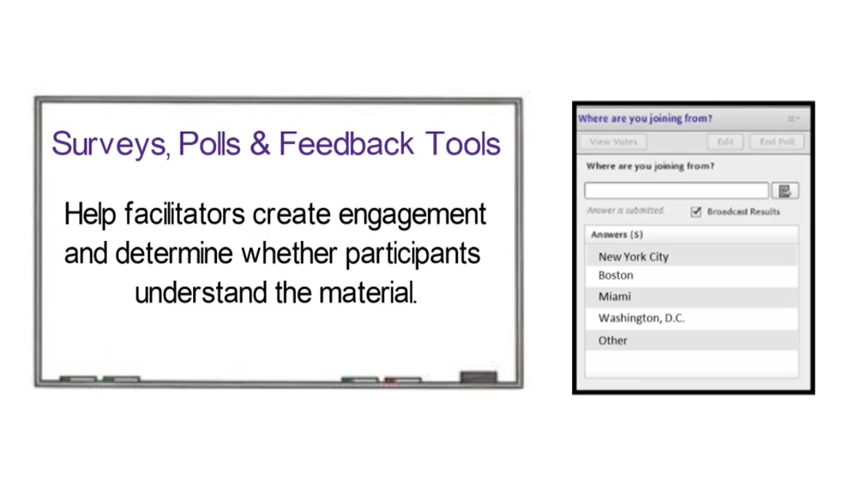 Surveys, Polls & Feedback Tools
Help facilitators create engagement
and determine whether participants
understand the material.
Where are you joining from?
View Votes
Edit
End Poll
Where are you joining from?
Answer is submitted.
Broadcast Results
Answers (5)
New York City
Boston
Miami
Washington, D.C.
Other